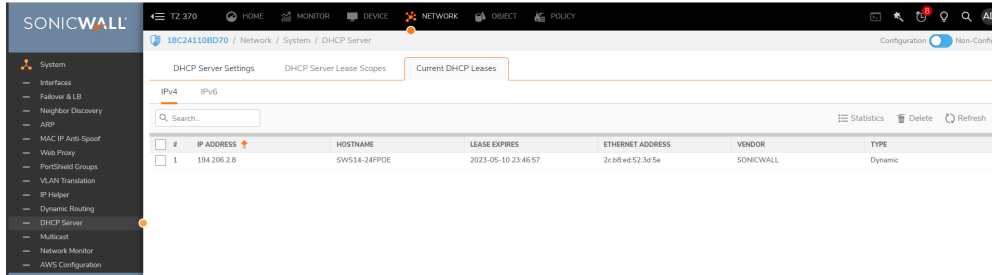 SONICWALL
TZ 370 HOME MONITOR DEVICE NETWORK OBJECT POLICY 8
18C24110BD70 / Network / System / DHCP Server Configuration Non-Config
System
Interfaces
Failover & LB
Neighbor Discovery
ARP
MAC IP Anti-Spoof
Web Proxy
PortShield Groups
VLAN Translation
IP Helper
Dynamic Routing
DHCP Server
Multicast
Network Monitor
AWS Configuration
DHCP Server Settings DHCP Server Lease Scopes Current DHCP Leases
IPv4 IPv6
Search... Statistics Delete Refresh
# IP ADDRESS HOSTNAME LEASE EXPIRES ETHERNET ADDRESS VENDOR TYPE
1 194.206.2.8 SWS14-24FPOE 2023-05-10 23:46:57 2c:b8:ed:52:3d:5e SONICWALL Dynamic